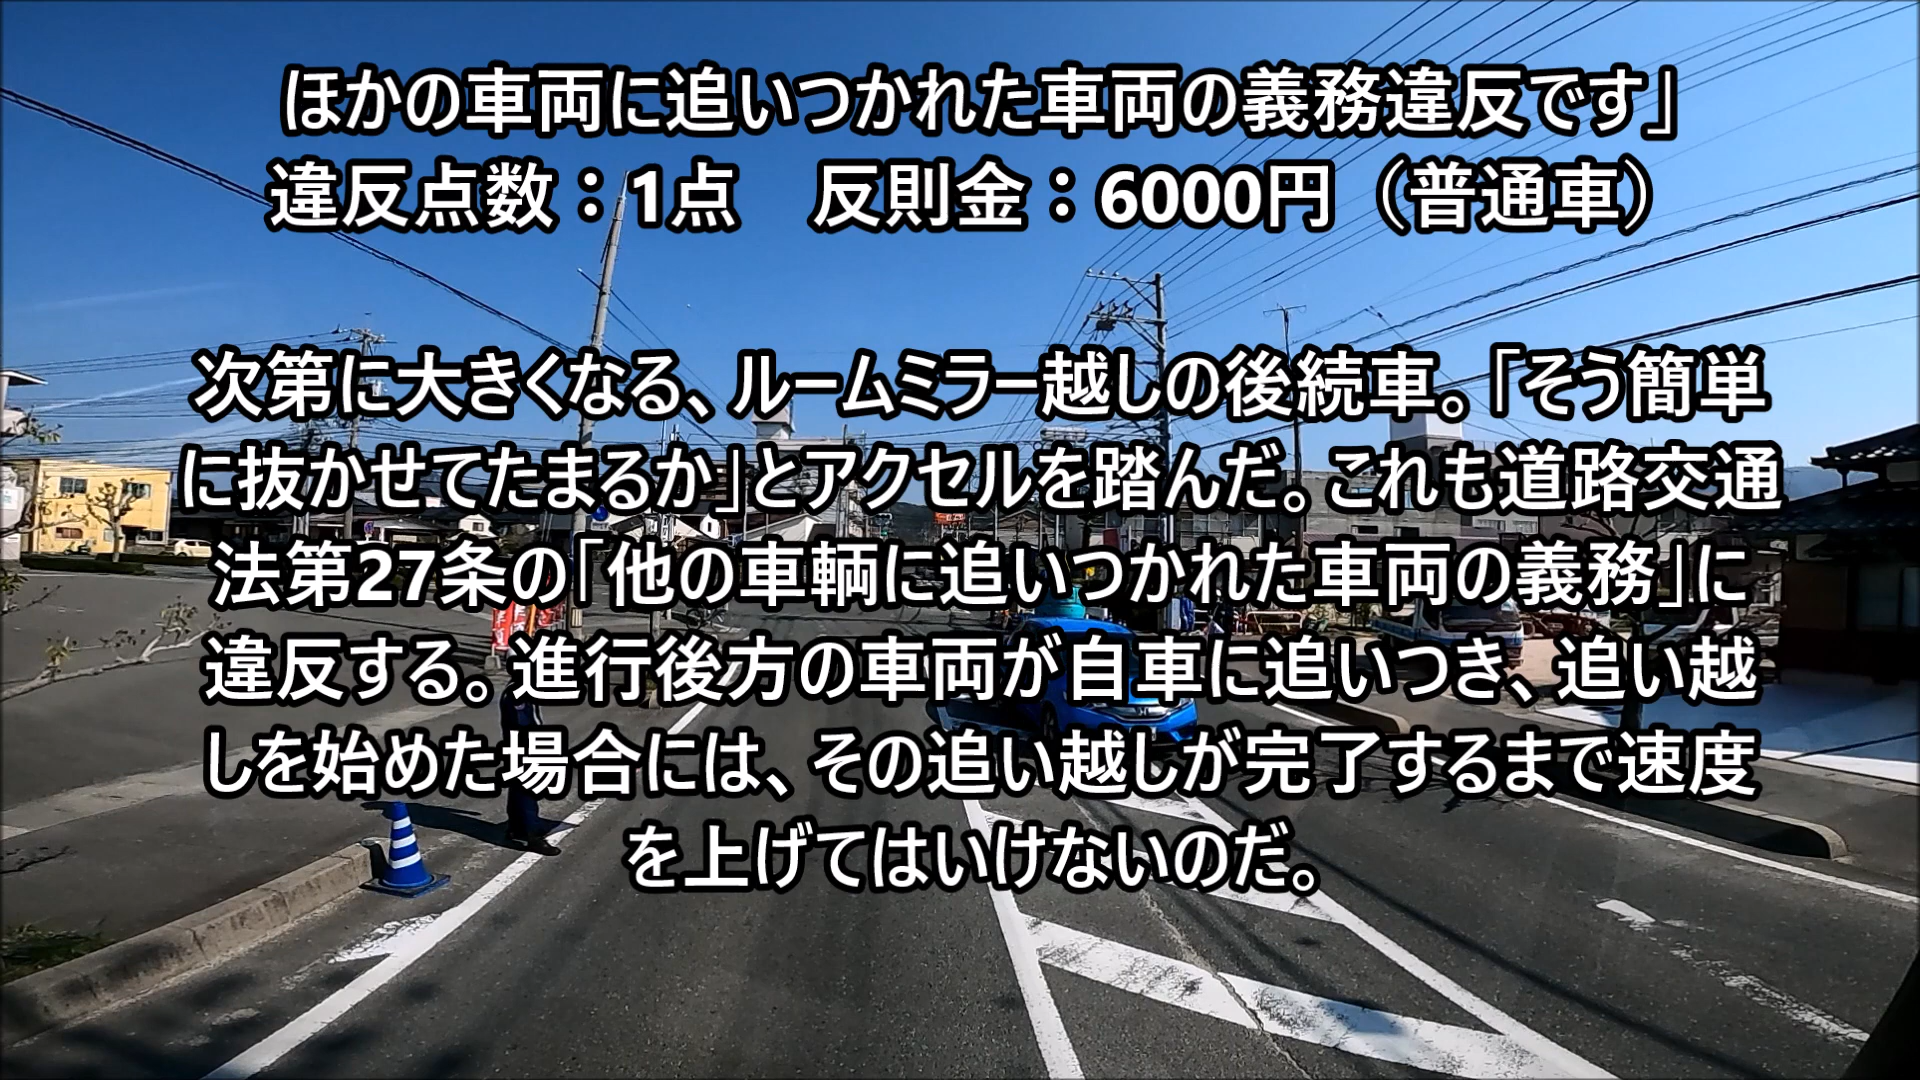 ほかの車両に追いつかれた車両の義務違反です」
違反点数：1点　反則金：6000円（普通車）
次第に大きくなる、ルームミラー越しの後続車。「そう簡単
に抜かせてたまるか」とアクセルを踏んだ。これも道路交通
法第27条の「他の車輌に追いつかれた車両の義務」に
違反する。進行後方の車両が自車に追いつき、追い越
しを始めた場合には、その追い越しが完了するまで速度
を上げてはいけないのだ。